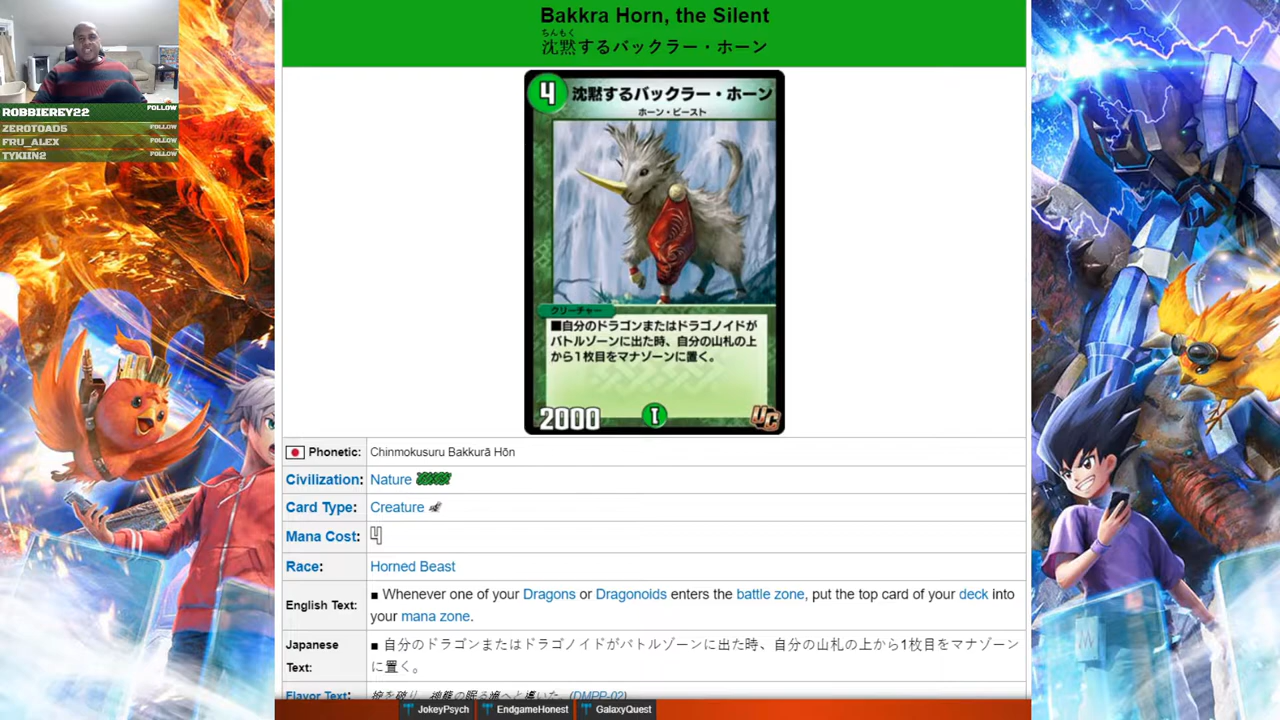 Bakkra Horn, the Silent
ちんもく
沈黙するバックラー・ホーン
ROBBIEREY22 FOLLOW
ZEROTOAD5 FOLLOW
FRU_ALEX FOLLOW
TYKIIN2 FOLLOW
4 沈黙するバックラー・ホーン
ホーン・ビースト
クリーチャー
■自分のドラゴンまたはドラゴノイドが
バトルゾーンに出た時、自分の山札の上
から1枚目をマナゾーンに置く。
2000 I UC
Phonetic: Chinmokusuru Bakkurā Hōn
Civilization: Nature
Card Type: Creature
Mana Cost: 4
Race: Horned Beast
English Text: ■ Whenever one of your Dragons or Dragonoids enters the battle zone, put the top card of your deck into
your mana zone.
Japanese Text: ■ 自分のドラゴンまたはドラゴノイドがバトルゾーンに出た時、自分の山札の上から1枚目をマナゾーン
に置く。
Flavor Text: (DMPP-02)
JokeyPsych EndgameHonest GalaxyQuest